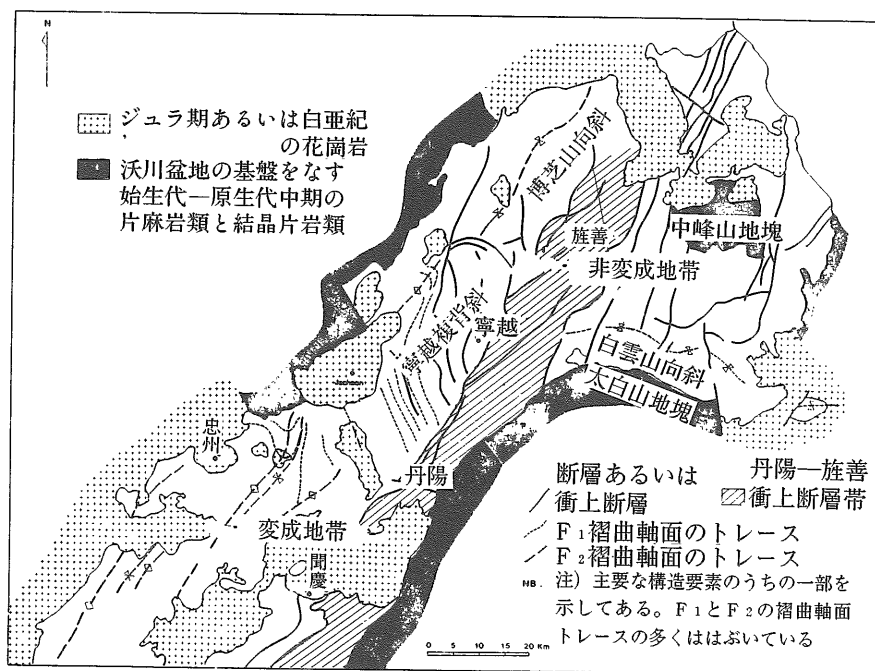 N
ジュラ期あるいは白亜紀
の花崗岩
沃川盆地の基盤をなす
始生代―原生代中期の
片麻岩類と結晶片岩類
博芝山向斜
旌善
中峰山地塊
非変成地帯
寧越複背斜
寧越
白雲山向斜
太白山地塊
Jechеon
忠州
丹陽
変成地帯
聞慶
断層あるいは
衝上断層
丹陽―旌善
衝上断層帯
F1褶曲軸面のトレース
F2褶曲軸面のトレース
NB. 注) 主要な構造要素のうちの一部を
示してある。F1とF2の褶曲軸面
トレースの多くははぶいている
0 5 10 15 20 Km